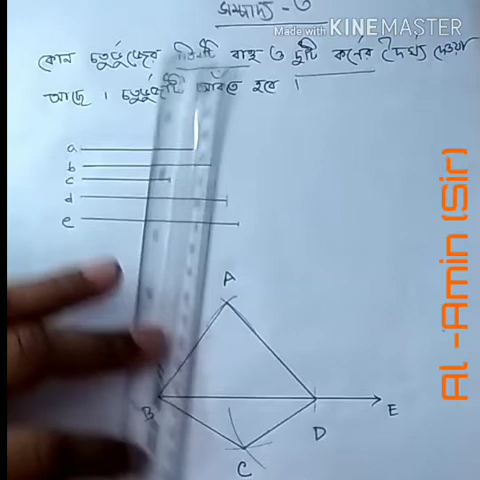 সম্পাদ্য - ৩
Made with KINEMASTER
কোন চতুর্ভুজের তিনটি বাহু ও দুটি কর্নের দৈর্ঘ্য দেওয়া
আছে । চতুর্ভুজটি আঁকতে হবে ।
a
b
c
d
e
A
B
E
D
C
Al -Amin (Sir)